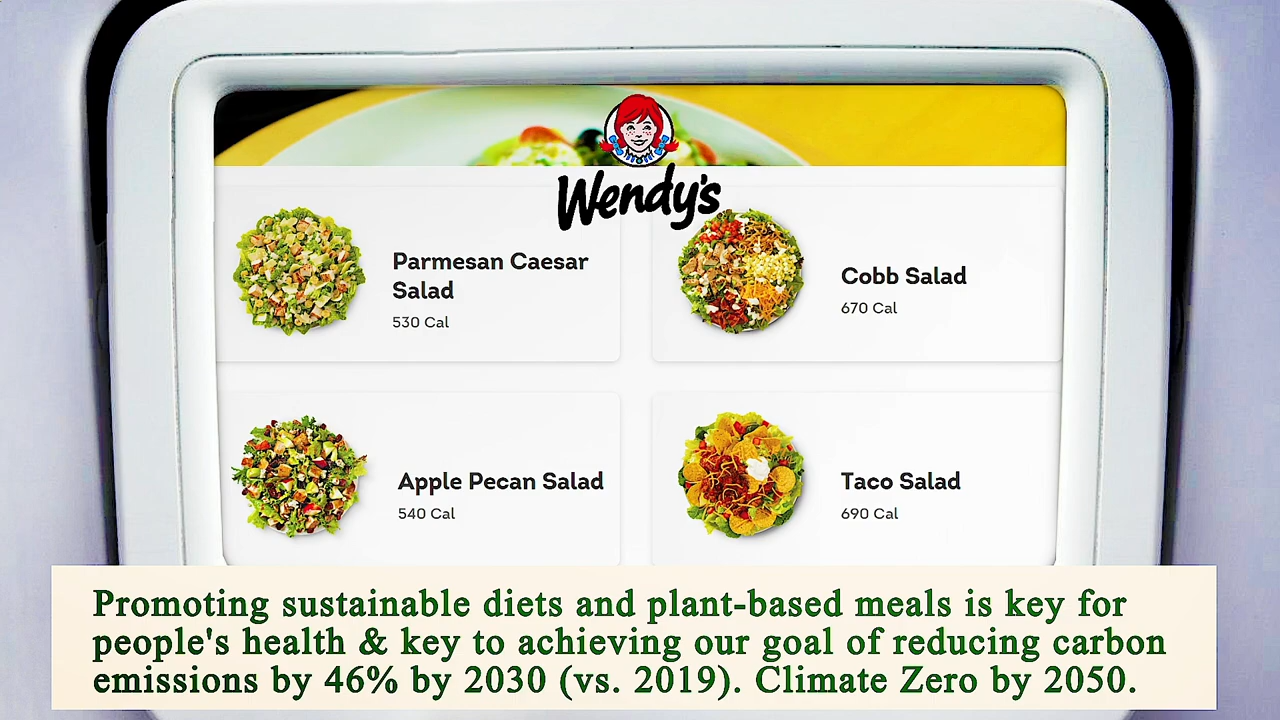 Wendy's
Parmesan Caesar
Salad
530 Cal
Cobb Salad
670 Cal
Apple Pecan Salad
540 Cal
Taco Salad
690 Cal
Promoting sustainable diets and plant-based meals is key for
people's health & key to achieving our goal of reducing carbon
emissions by 46% by 2030 (vs. 2019). Climate Zero by 2050.